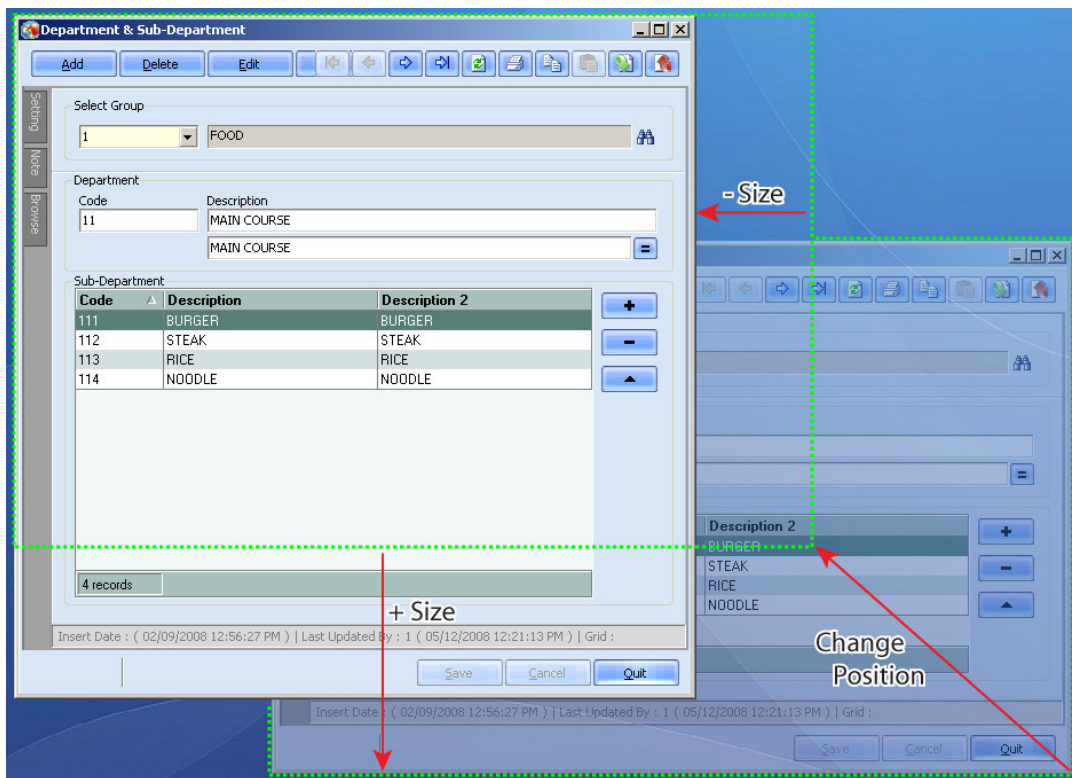 Department & Sub-Department
Add Delete Edit
Setting
Note
Browse
Select Group
1 FOOD
Department
Code Description
11 MAIN COURSE
MAIN COURSE
=
Sub-Department
Code Description Description 2
111 BURGER BURGER
112 STEAK STEAK
113 RICE RICE
114 NOODLE NOODLE
4 records
Insert Date : ( 02/09/2008 12:56:27 PM ) | Last Updated By : 1 ( 05/12/2008 12:21:13 PM ) | Grid :
Save Cancel Quit
- Size
+ Size
Change
Position
=
Description 2
BURGER
STEAK
RICE
NOODLE
Insert Date : ( 02/09/2008 12:56:27 PM ) | Last Updated By : 1 ( 05/12/2008 12:21:13 PM ) | Grid :
Save Cancel Quit